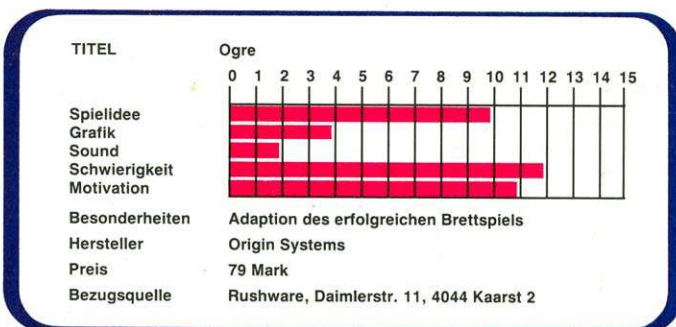 TITEL Ogre
0 1 2 3 4 5 6 7 8 9 10 11 12 13 14 15
Spielidee
Grafik
Sound
Schwierigkeit
Motivation
Besonderheiten Adaption des erfolgreichen Brettspiels
Hersteller Origin Systems
Preis 79 Mark
Bezugsquelle Rushware, Daimlerstr. 11, 4044 Kaarst 2